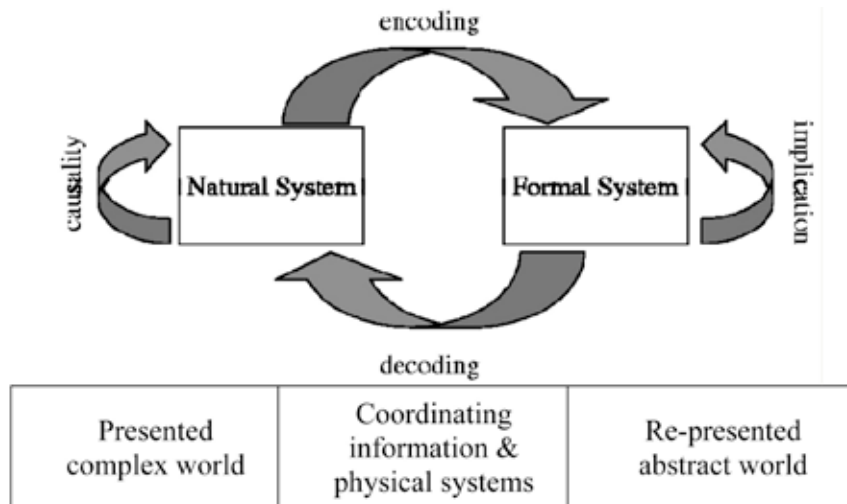 encoding
causality
Natural System
Formal System
implication
decoding
Presented
complex world
Coordinating
information &
physical systems
Re-presented
abstract world